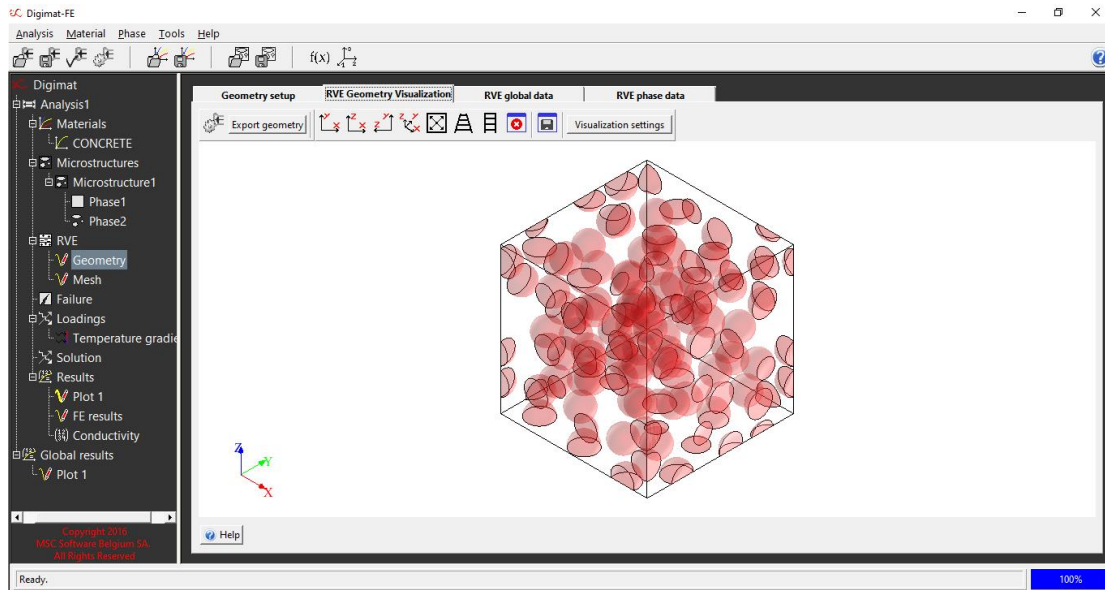 Digimat-FE
Analysis Material Phase Tools Help
f(x)
Digimat
Analysis1
Materials
CONCRETE
Microstructures
Microstructure1
Phase1
Phase2
RVE
Geometry
Mesh
Failure
Loadings
Temperature gradie
Solution
Results
Plot 1
FE results
Conductivity
Global results
Plot 1
Copyright 2016
MSC Software Belgium SA.
All Rights Reserved
Geometry setup RVE Geometry Visualization RVE global data RVE phase data
Export geometry Visualization settings
Z
Y
X
Help
Ready. 100%